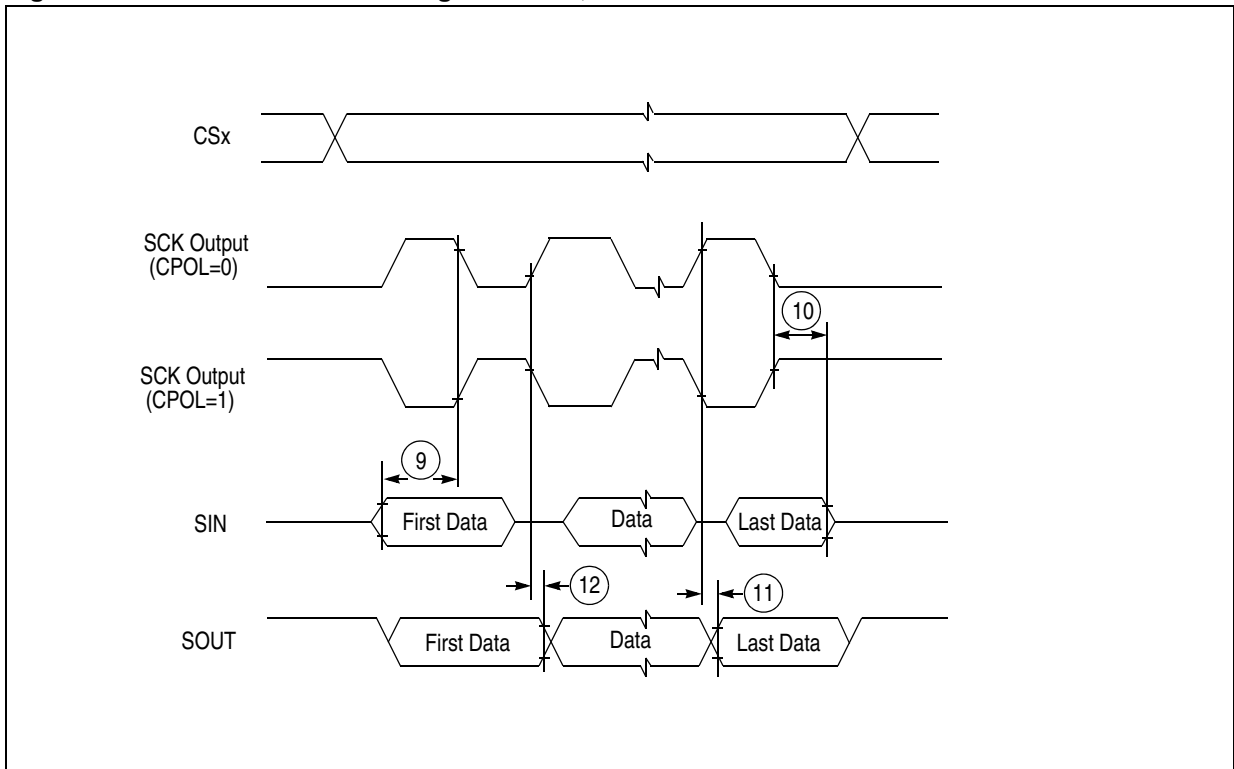 CSx
SCK Output
(CPOL=0)
10
SCK Output
(CPOL=1)
9
SIN
First Data
Data
Last Data
12
11
SOUT
First Data
Data
Last Data